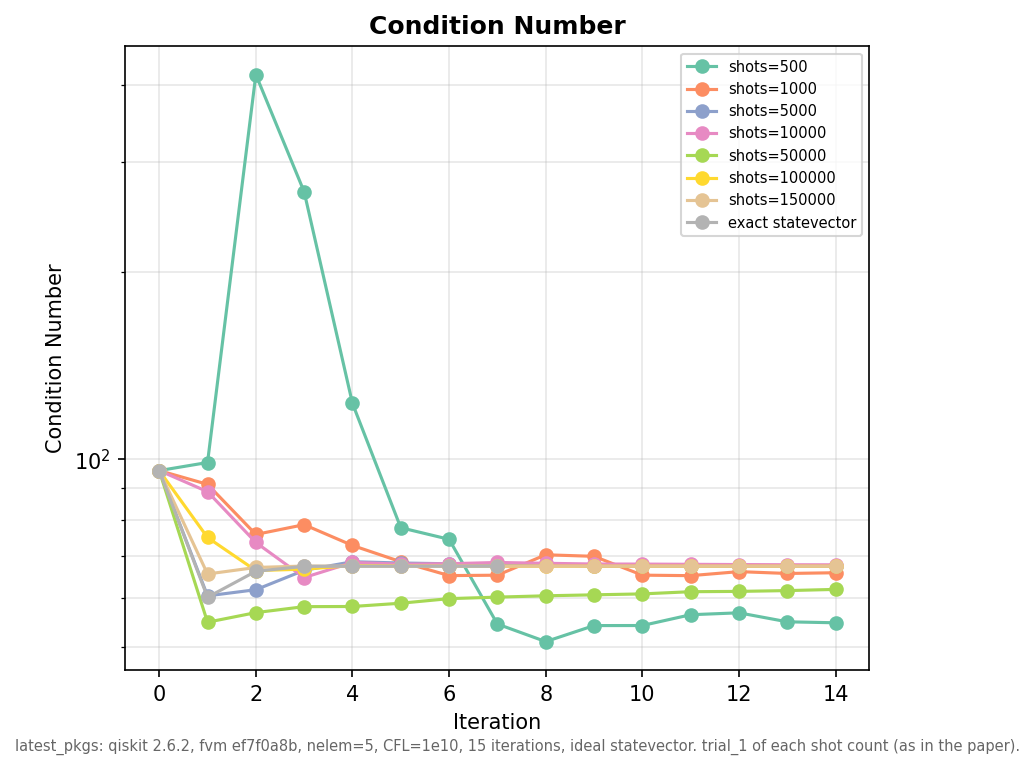 Condition Number
Condition Number
10²
shots=500
shots=1000
shots=5000
shots=10000
shots=50000
shots=100000
shots=150000
exact statevector
0 2 4 6 8 10 12 14
Iteration
latest_pkgs: qiskit 2.6.2, fvm ef7f0a8b, nelem=5, CFL=1e10, 15 iterations, ideal statevector. trial_1 of each shot count (as in the paper).